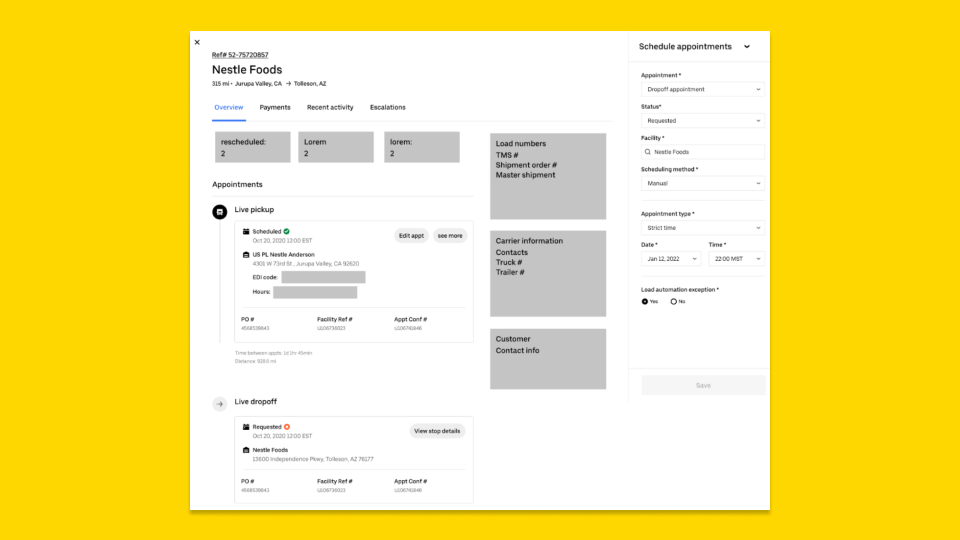 Ref# 52-75720857
Nestle Foods
315 mi • Jurupa Valley, CA → Tolleson, AZ
Overview
Payments
Recent activity
Escalations
rescheduled:
2
Lorem
2
lorem:
2
Appointments
Live pickup
Scheduled
Oct 20, 2020 13:00 EST
Edit appt
see more
US PL Nestle Anderson
4301 W 73rd St , Jurupa Valley, CA 92620
EDI code:
Hours:
PO #
Facility Ref #
Appt Conf #
4568539643
LG06736023
LG06741646
Time between appts: 1d 1h: 45min
Distance: 928.0 mi
Live dropoff
Requested
Oct 20, 2020 13:00 EST
View stop details
Nestle Foods
13600 Independence Pkwy, Tolleson, AZ 76177
PO #
Facility Ref #
Appt Conf #
4568539643
LG06736023
LG06741646
Load numbers
TMS #
Shipment order #
Master shipment
Carrier information
Contacts
Truck #
Trailer #
Customer
Contact info
Schedule appointments
Appointment *
Dropoff appointment
Status*
Requested
Facility *
Nestle Foods
Scheduling method *
Manual
Appointment type *
Strict time
Date *
Time *
Jan 12, 2022
22:00 MST
Load automation exception *
Yes
No
Save